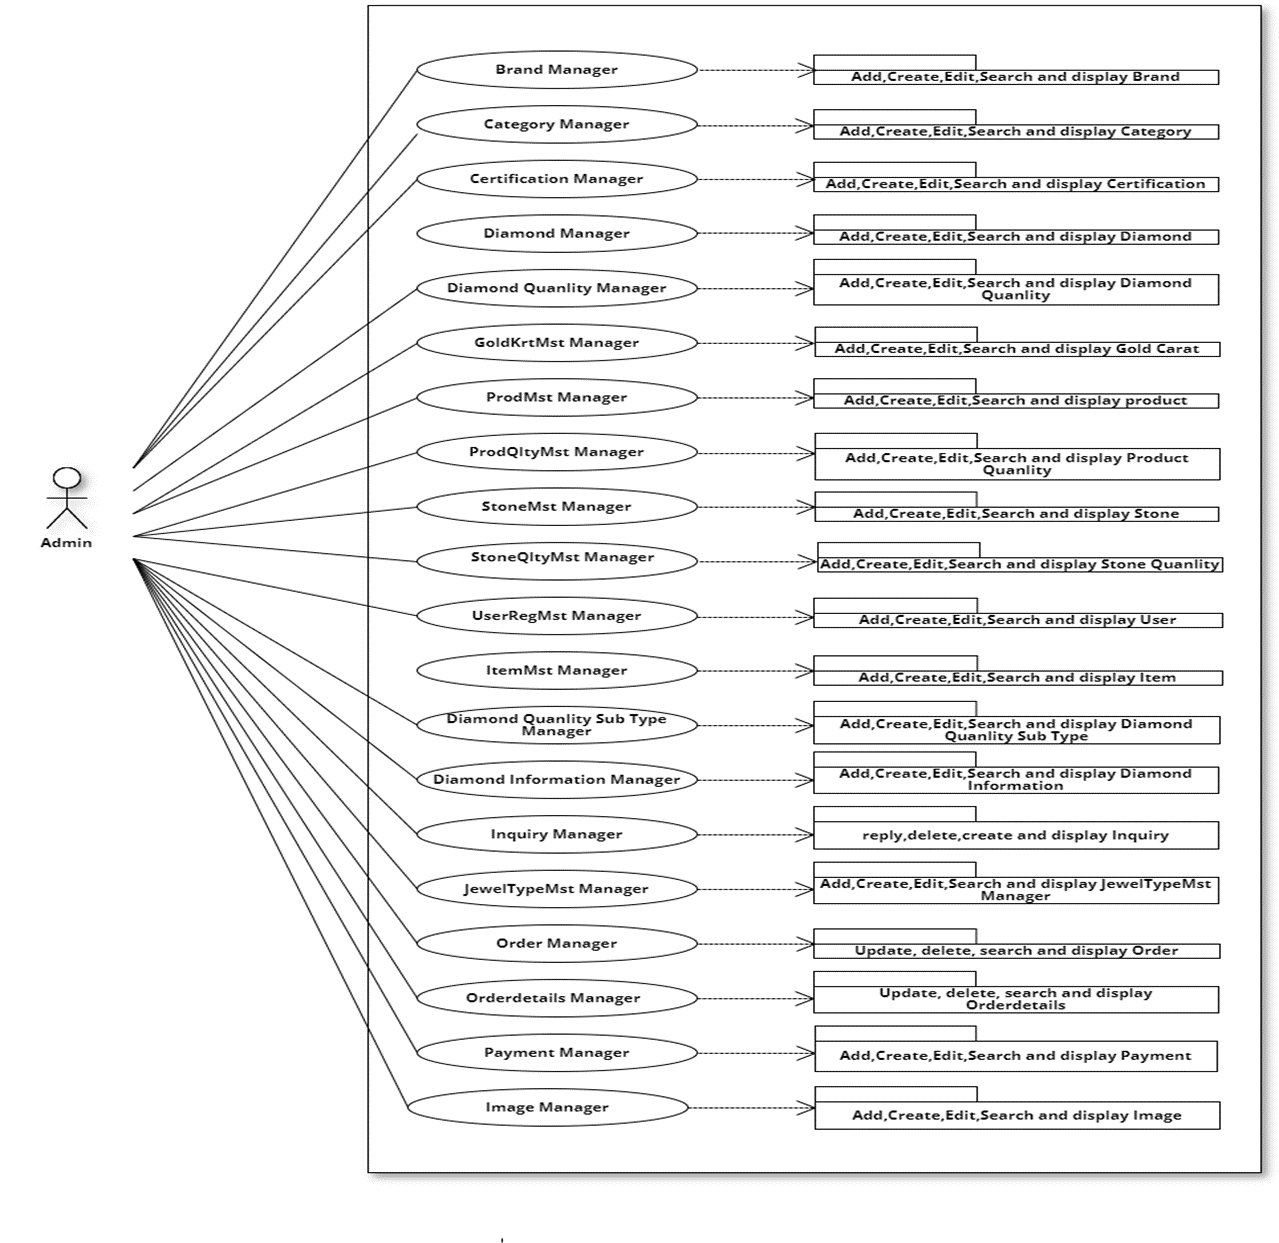 Brand Manager
Add,Create,Edit,Search and display Brand
Category Manager
Add,Create,Edit,Search and display Category
Certification Manager
Add,Create,Edit,Search and display Certification
Diamond Manager
Add,Create,Edit,Search and display Diamond
Diamond Quanlity Manager
Add,Create,Edit,Search and display Diamond
Quanlity
GoldKrtMst Manager
Add,Create,Edit,Search and display Gold Carat
ProdMst Manager
Add,Create,Edit,Search and display product
ProdQltyMst Manager
Add,Create,Edit,Search and display Product
Quanlity
StoneMst Manager
Add,Create,Edit,Search and display Stone
Admin
StoneQltyMst Manager
Add,Create,Edit,Search and display Stone Quanlity
UserRegMst Manager
Add,Create,Edit,Search and display User
ItemMst Manager
Add,Create,Edit,Search and display Item
Diamond Quanlity Sub Type
Manager
Add,Create,Edit,Search and display Diamond
Quanlity Sub Type
Diamond Information Manager
Add,Create,Edit,Search and display Diamond
Information
Inquiry Manager
reply,delete,create and display Inquiry
JewelTypeMst Manager
Add,Create,Edit,Search and display JewelTypeMst
Manager
Order Manager
Update, delete, search and display Order
Orderdetails Manager
Update, delete, search and display
Orderdetails
Payment Manager
Add,Create,Edit,Search and display Payment
Image Manager
Add,Create,Edit,Search and display Image